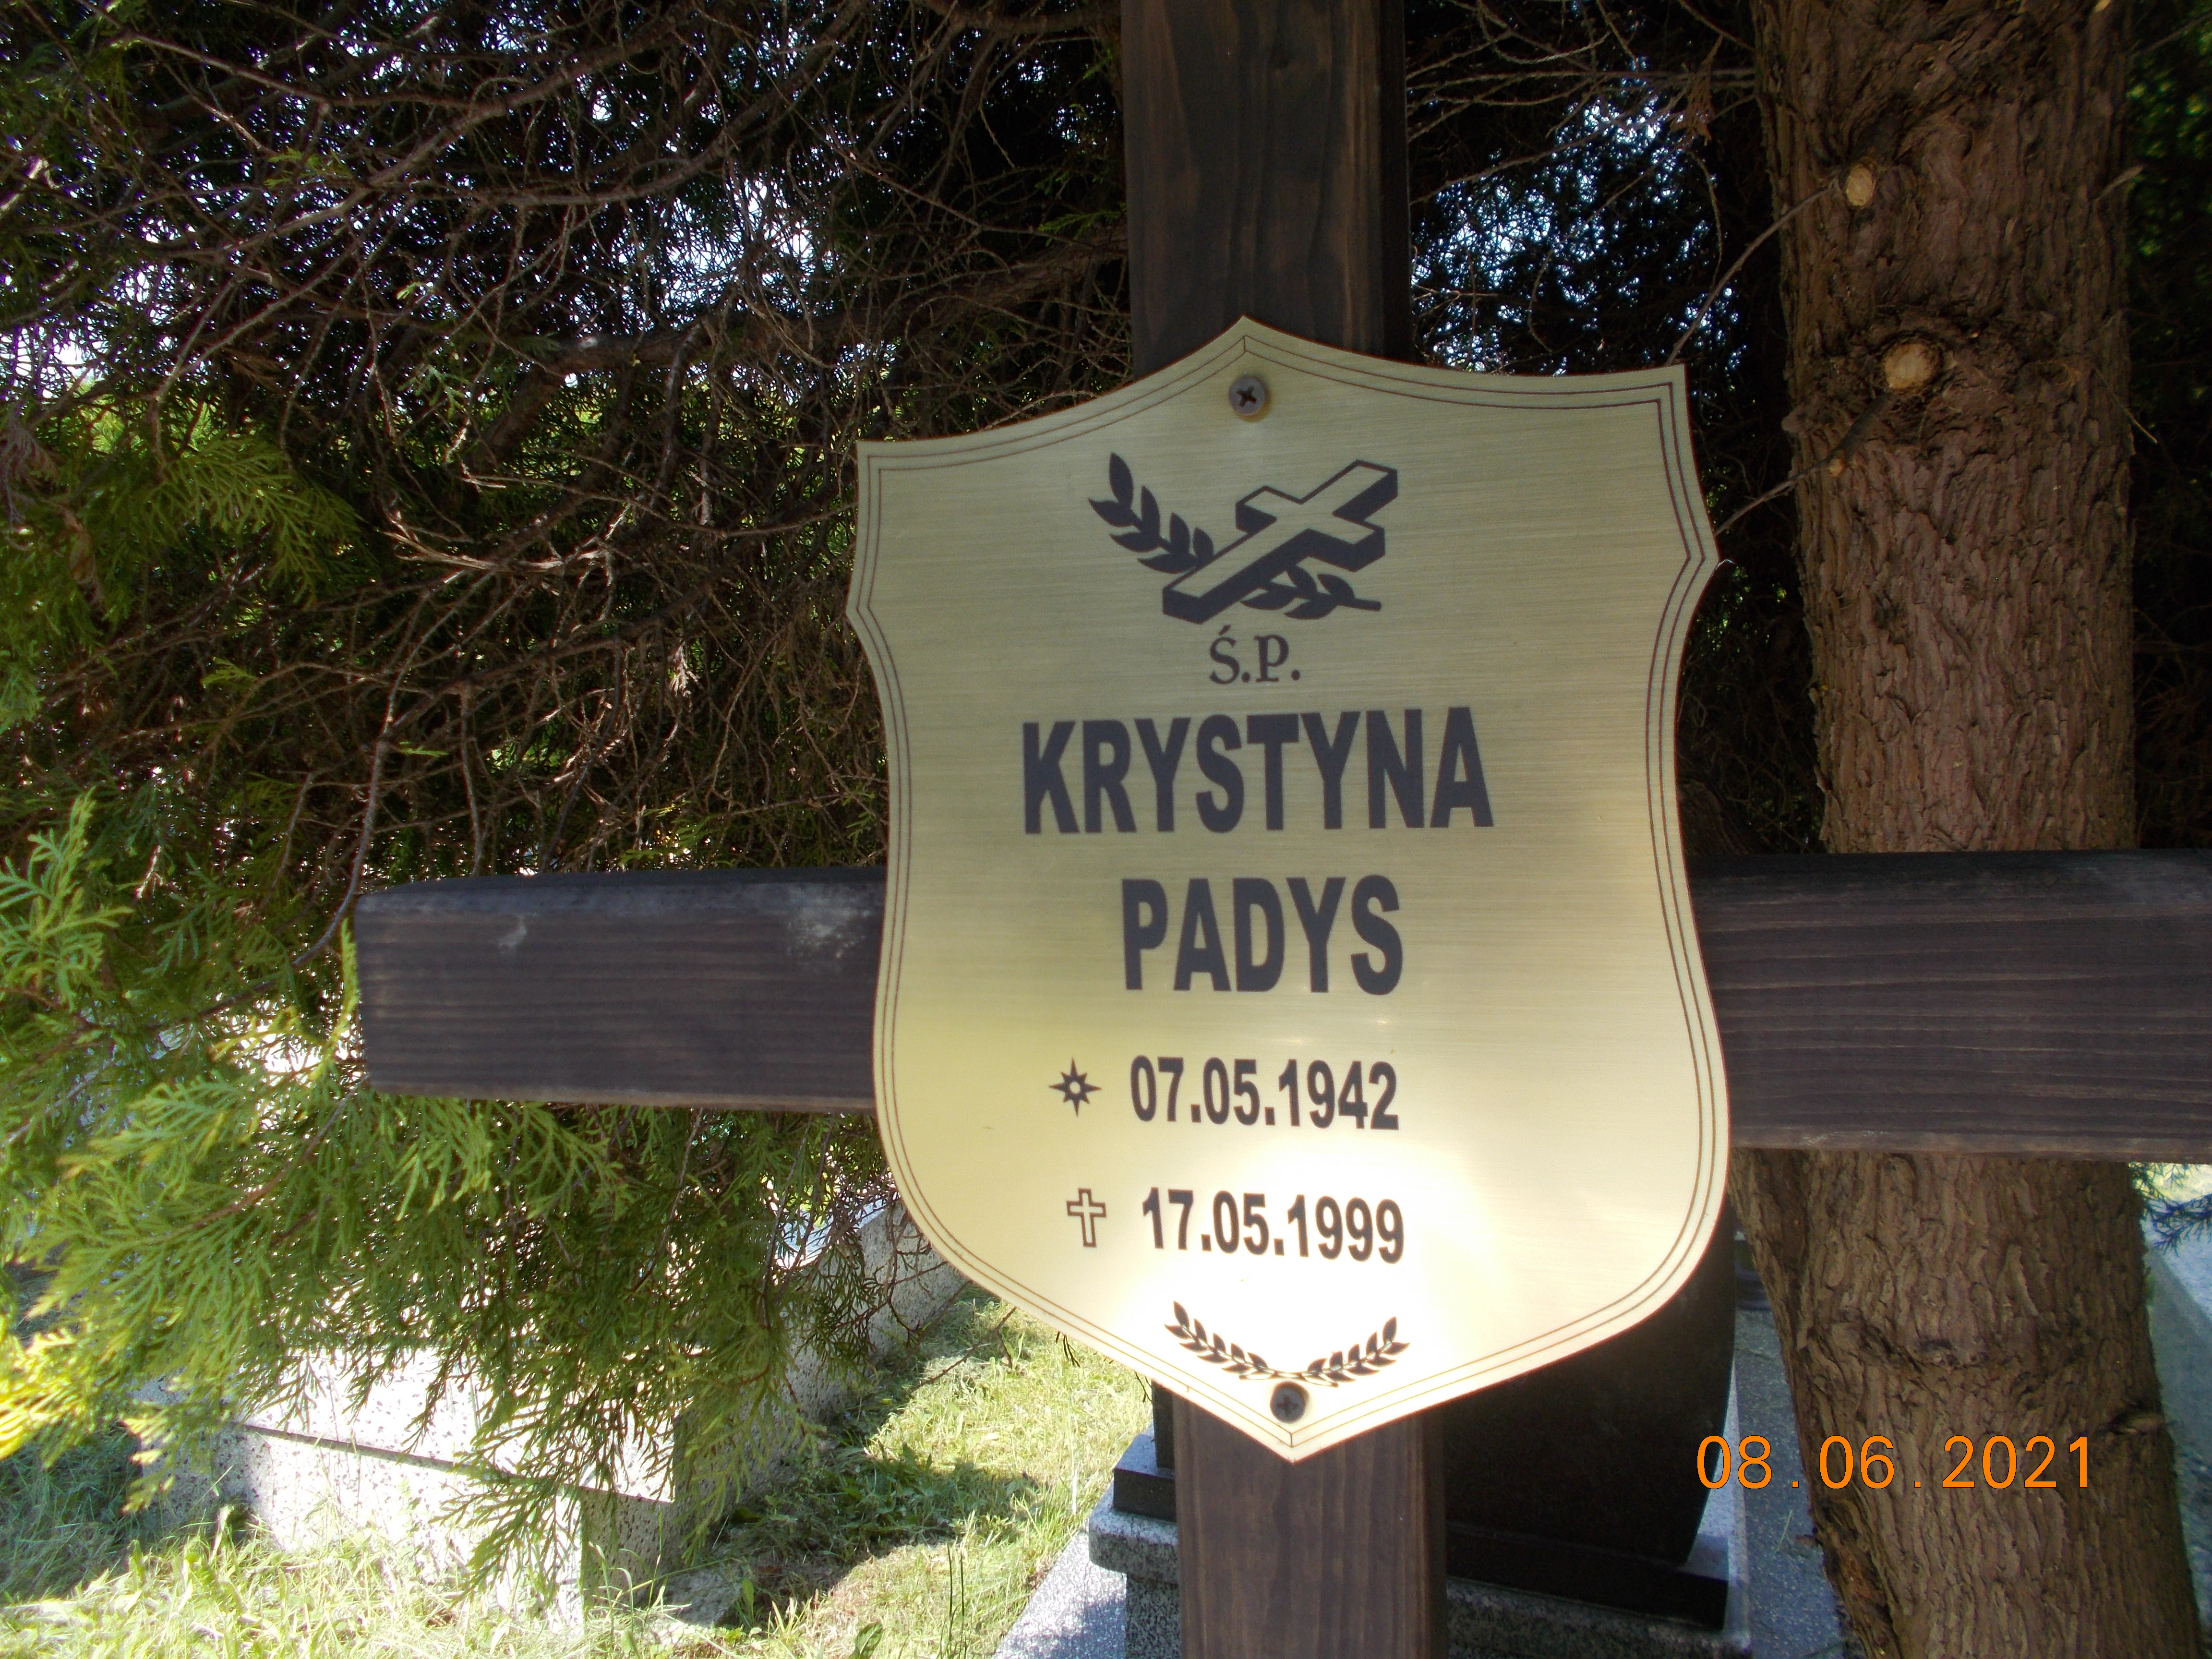 Ś.P.
KRYSTYNA
PADYS
07.05.1942
17.05.1999
08.06.2021